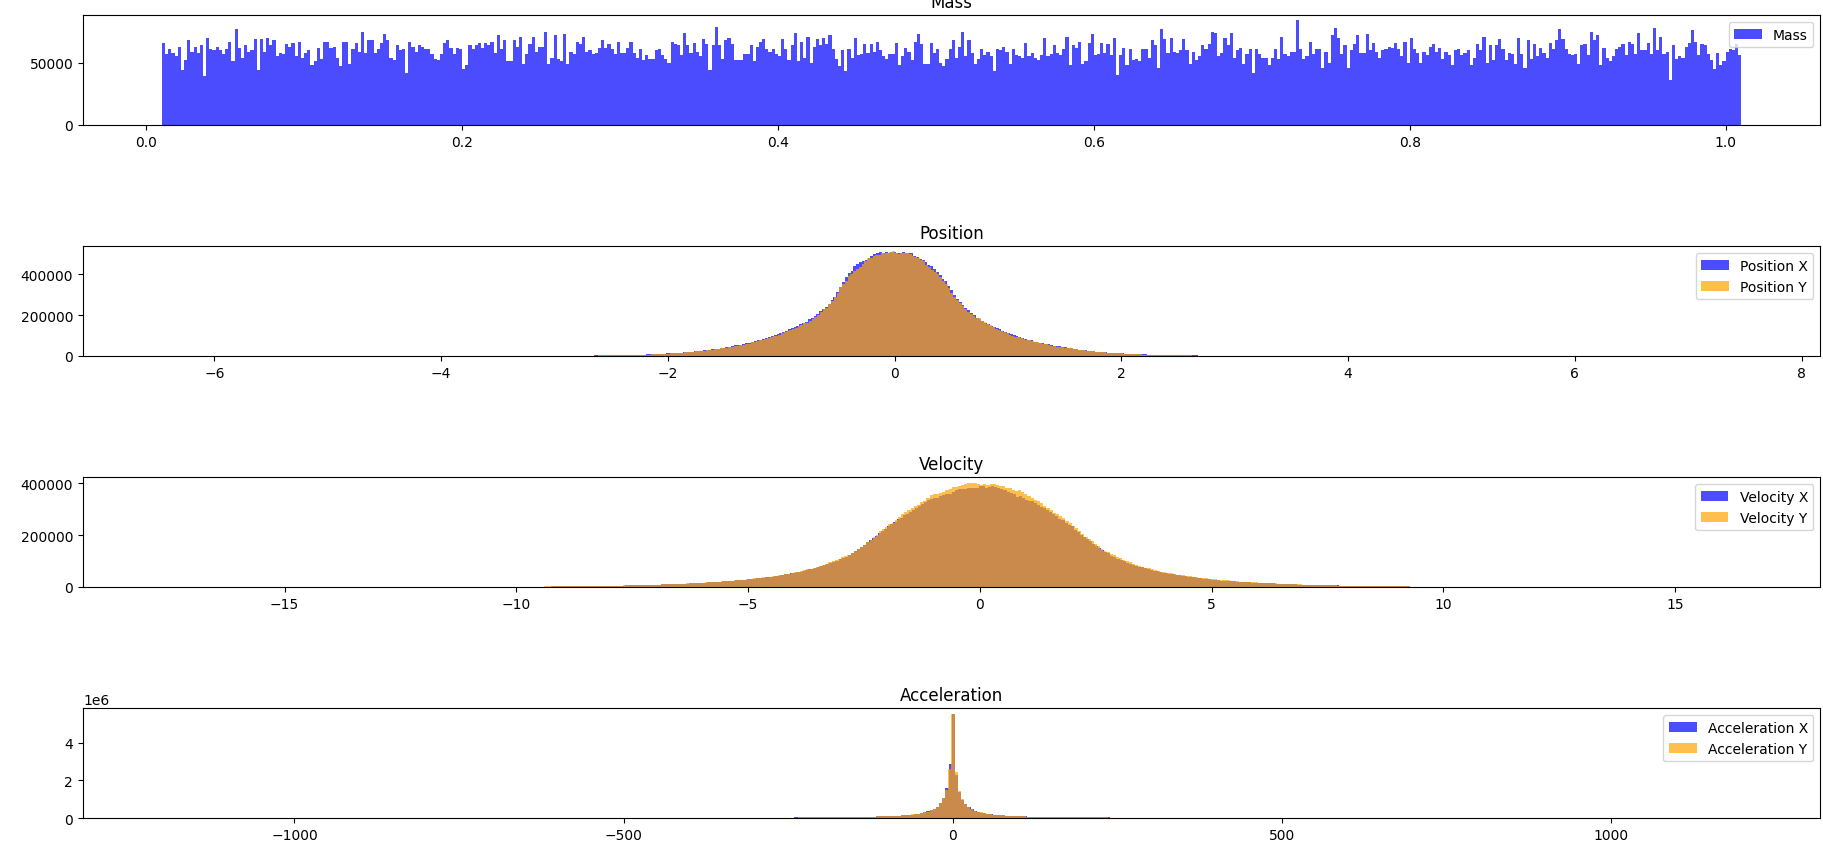 Mass
50000
0
Mass
0.0 0.2 0.4 0.6 0.8 1.0
Position
400000
200000
0
Position X
Position Y
−6 −4 −2 0 2 4 6 8
Velocity
400000
200000
0
Velocity X
Velocity Y
−15 −10 −5 0 5 10 15
Acceleration
1e6
4
2
0
Acceleration X
Acceleration Y
−1000 −500 0 500 1000